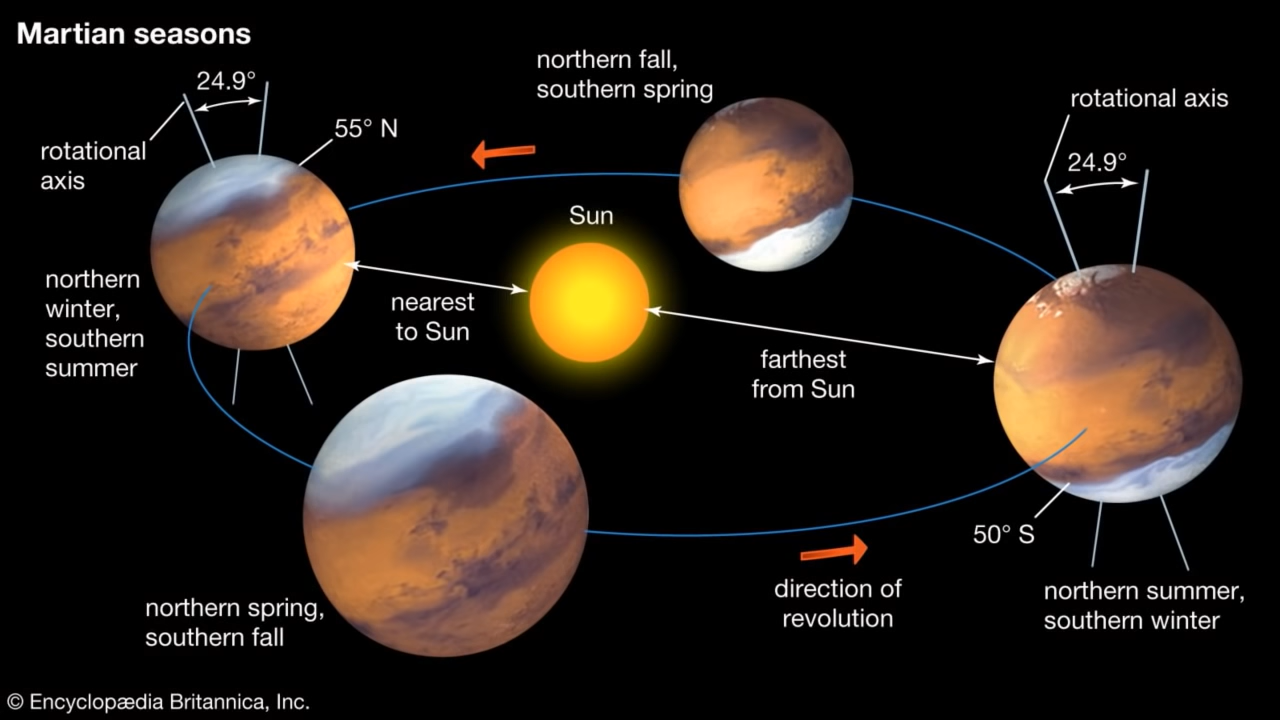 Martian seasons
24.9°
rotational
axis
55° N
northern fall,
southern spring
rotational axis
24.9°
Sun
northern
winter,
southern
summer
nearest
to Sun
farthest
from Sun
50° S
direction of
revolution
northern summer,
southern winter
northern spring,
southern fall
© Encyclopædia Britannica, Inc.